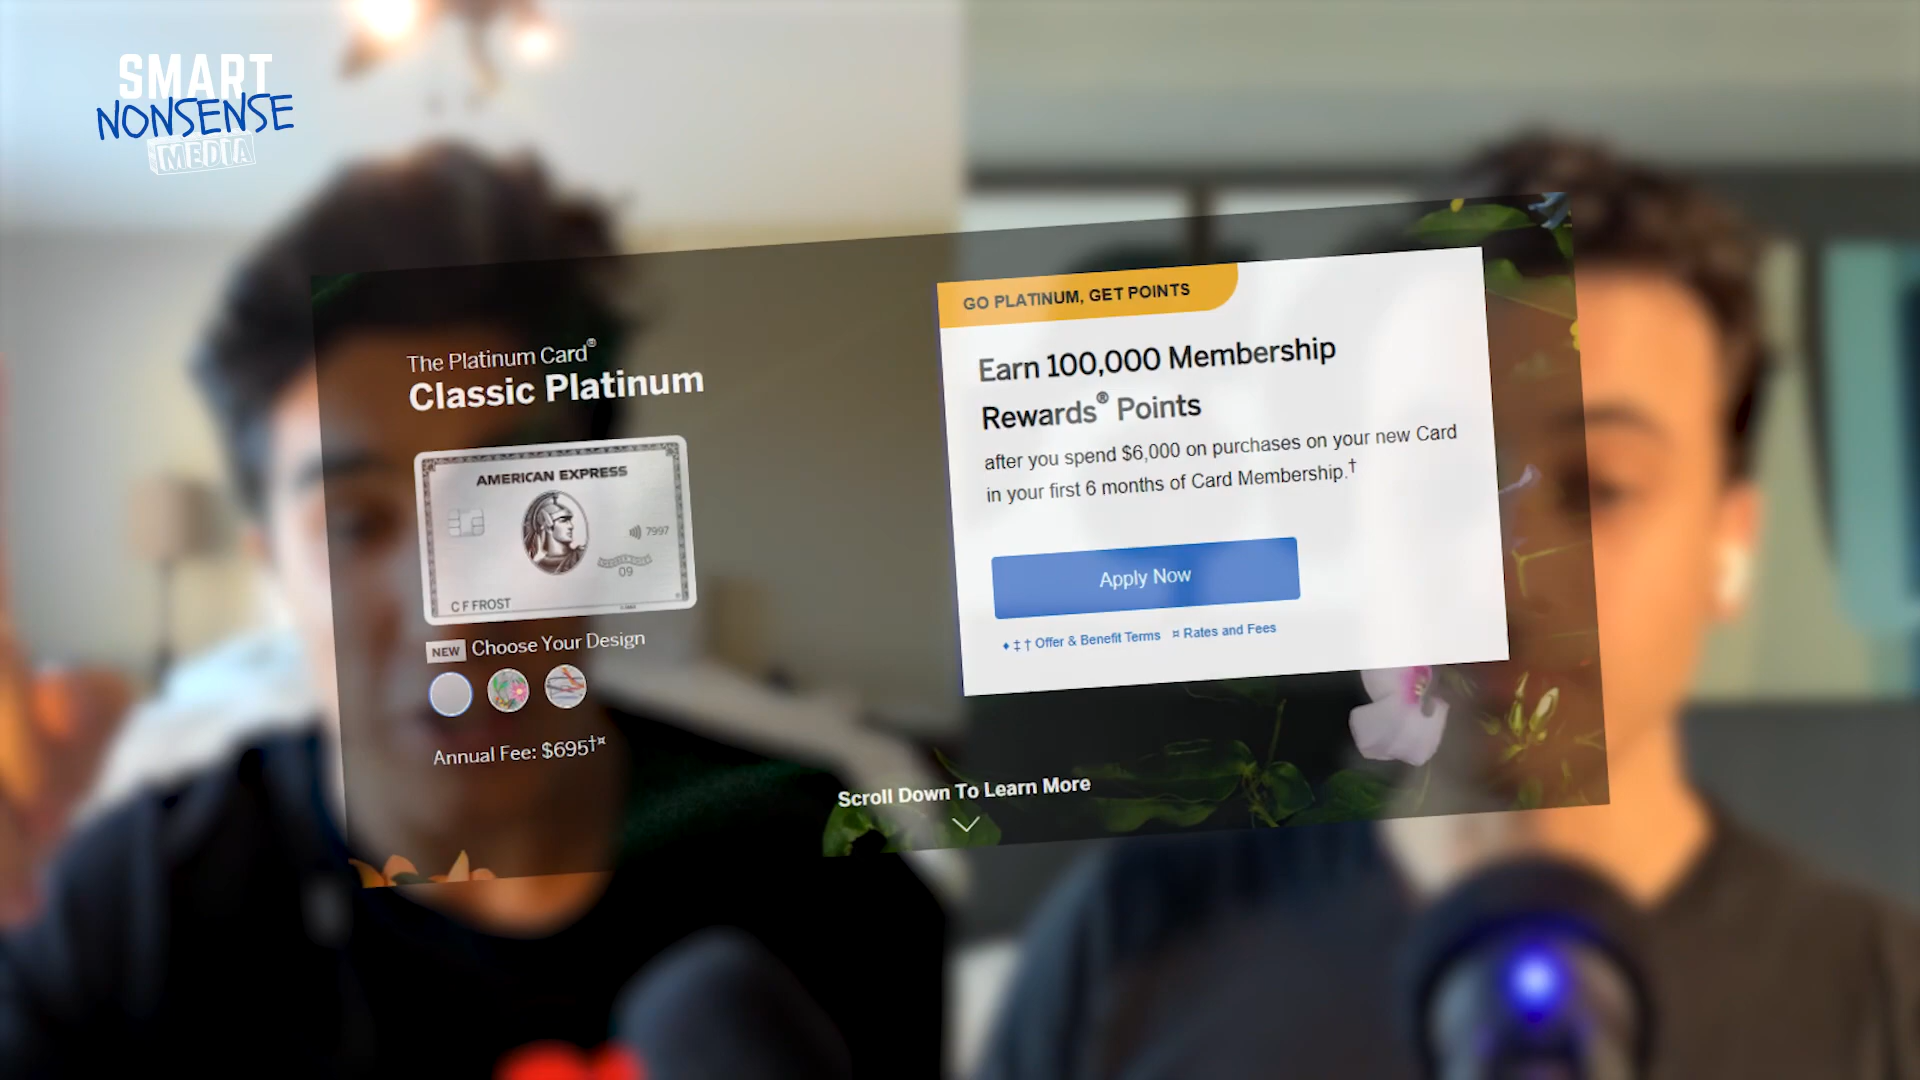 SMART
NONSENSE
MEDIA
The Platinum Card®
Classic Platinum
AMERICAN EXPRESS
7997
09
C F FROST
NEW Choose Your Design
Annual Fee: $695†¤
GO PLATINUM, GET POINTS
Earn 100,000 Membership
Rewards® Points
after you spend $6,000 on purchases on your new Card
in your first 6 months of Card Membership.†
Apply Now
♦ ‡ † Offer & Benefit Terms ¤ Rates and Fees
Scroll Down To Learn More